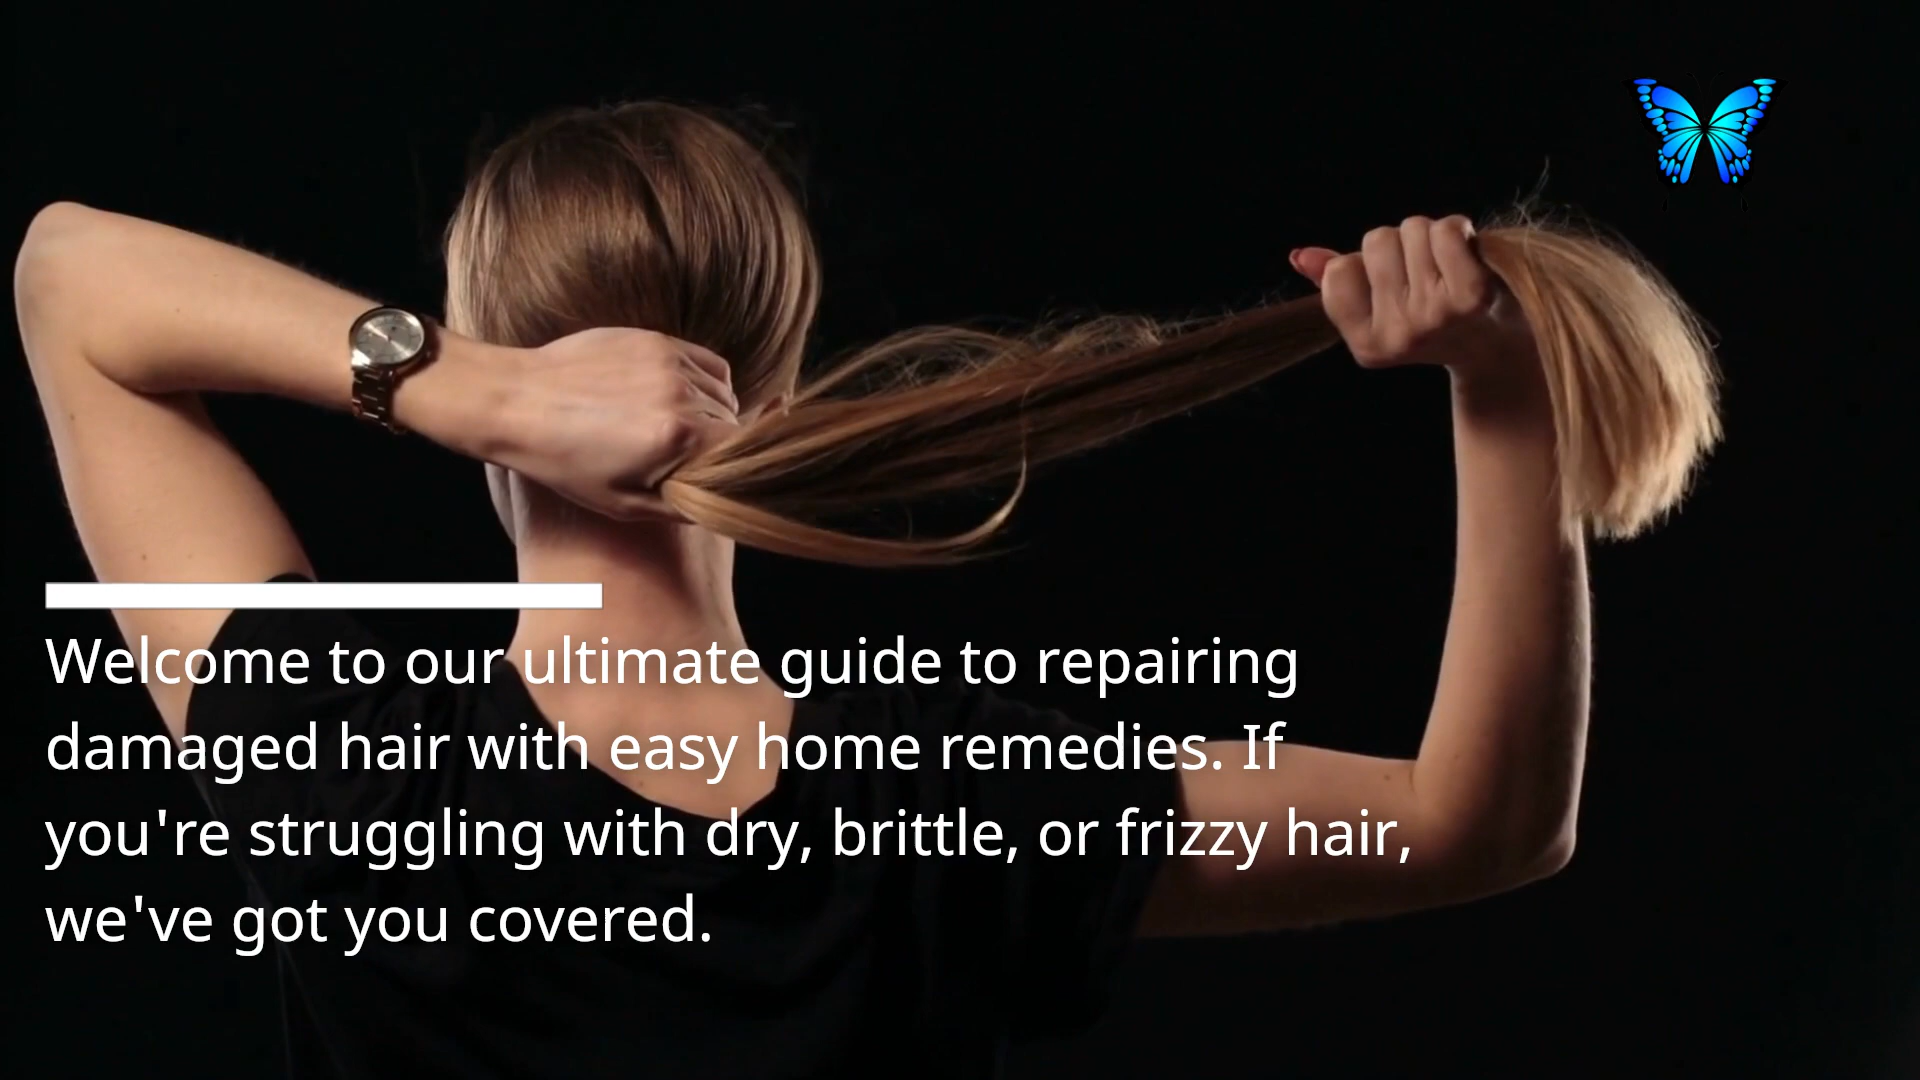 Welcome to our ultimate guide to repairing
damaged hair with easy home remedies. If
you're struggling with dry, brittle, or frizzy hair,
we've got you covered.